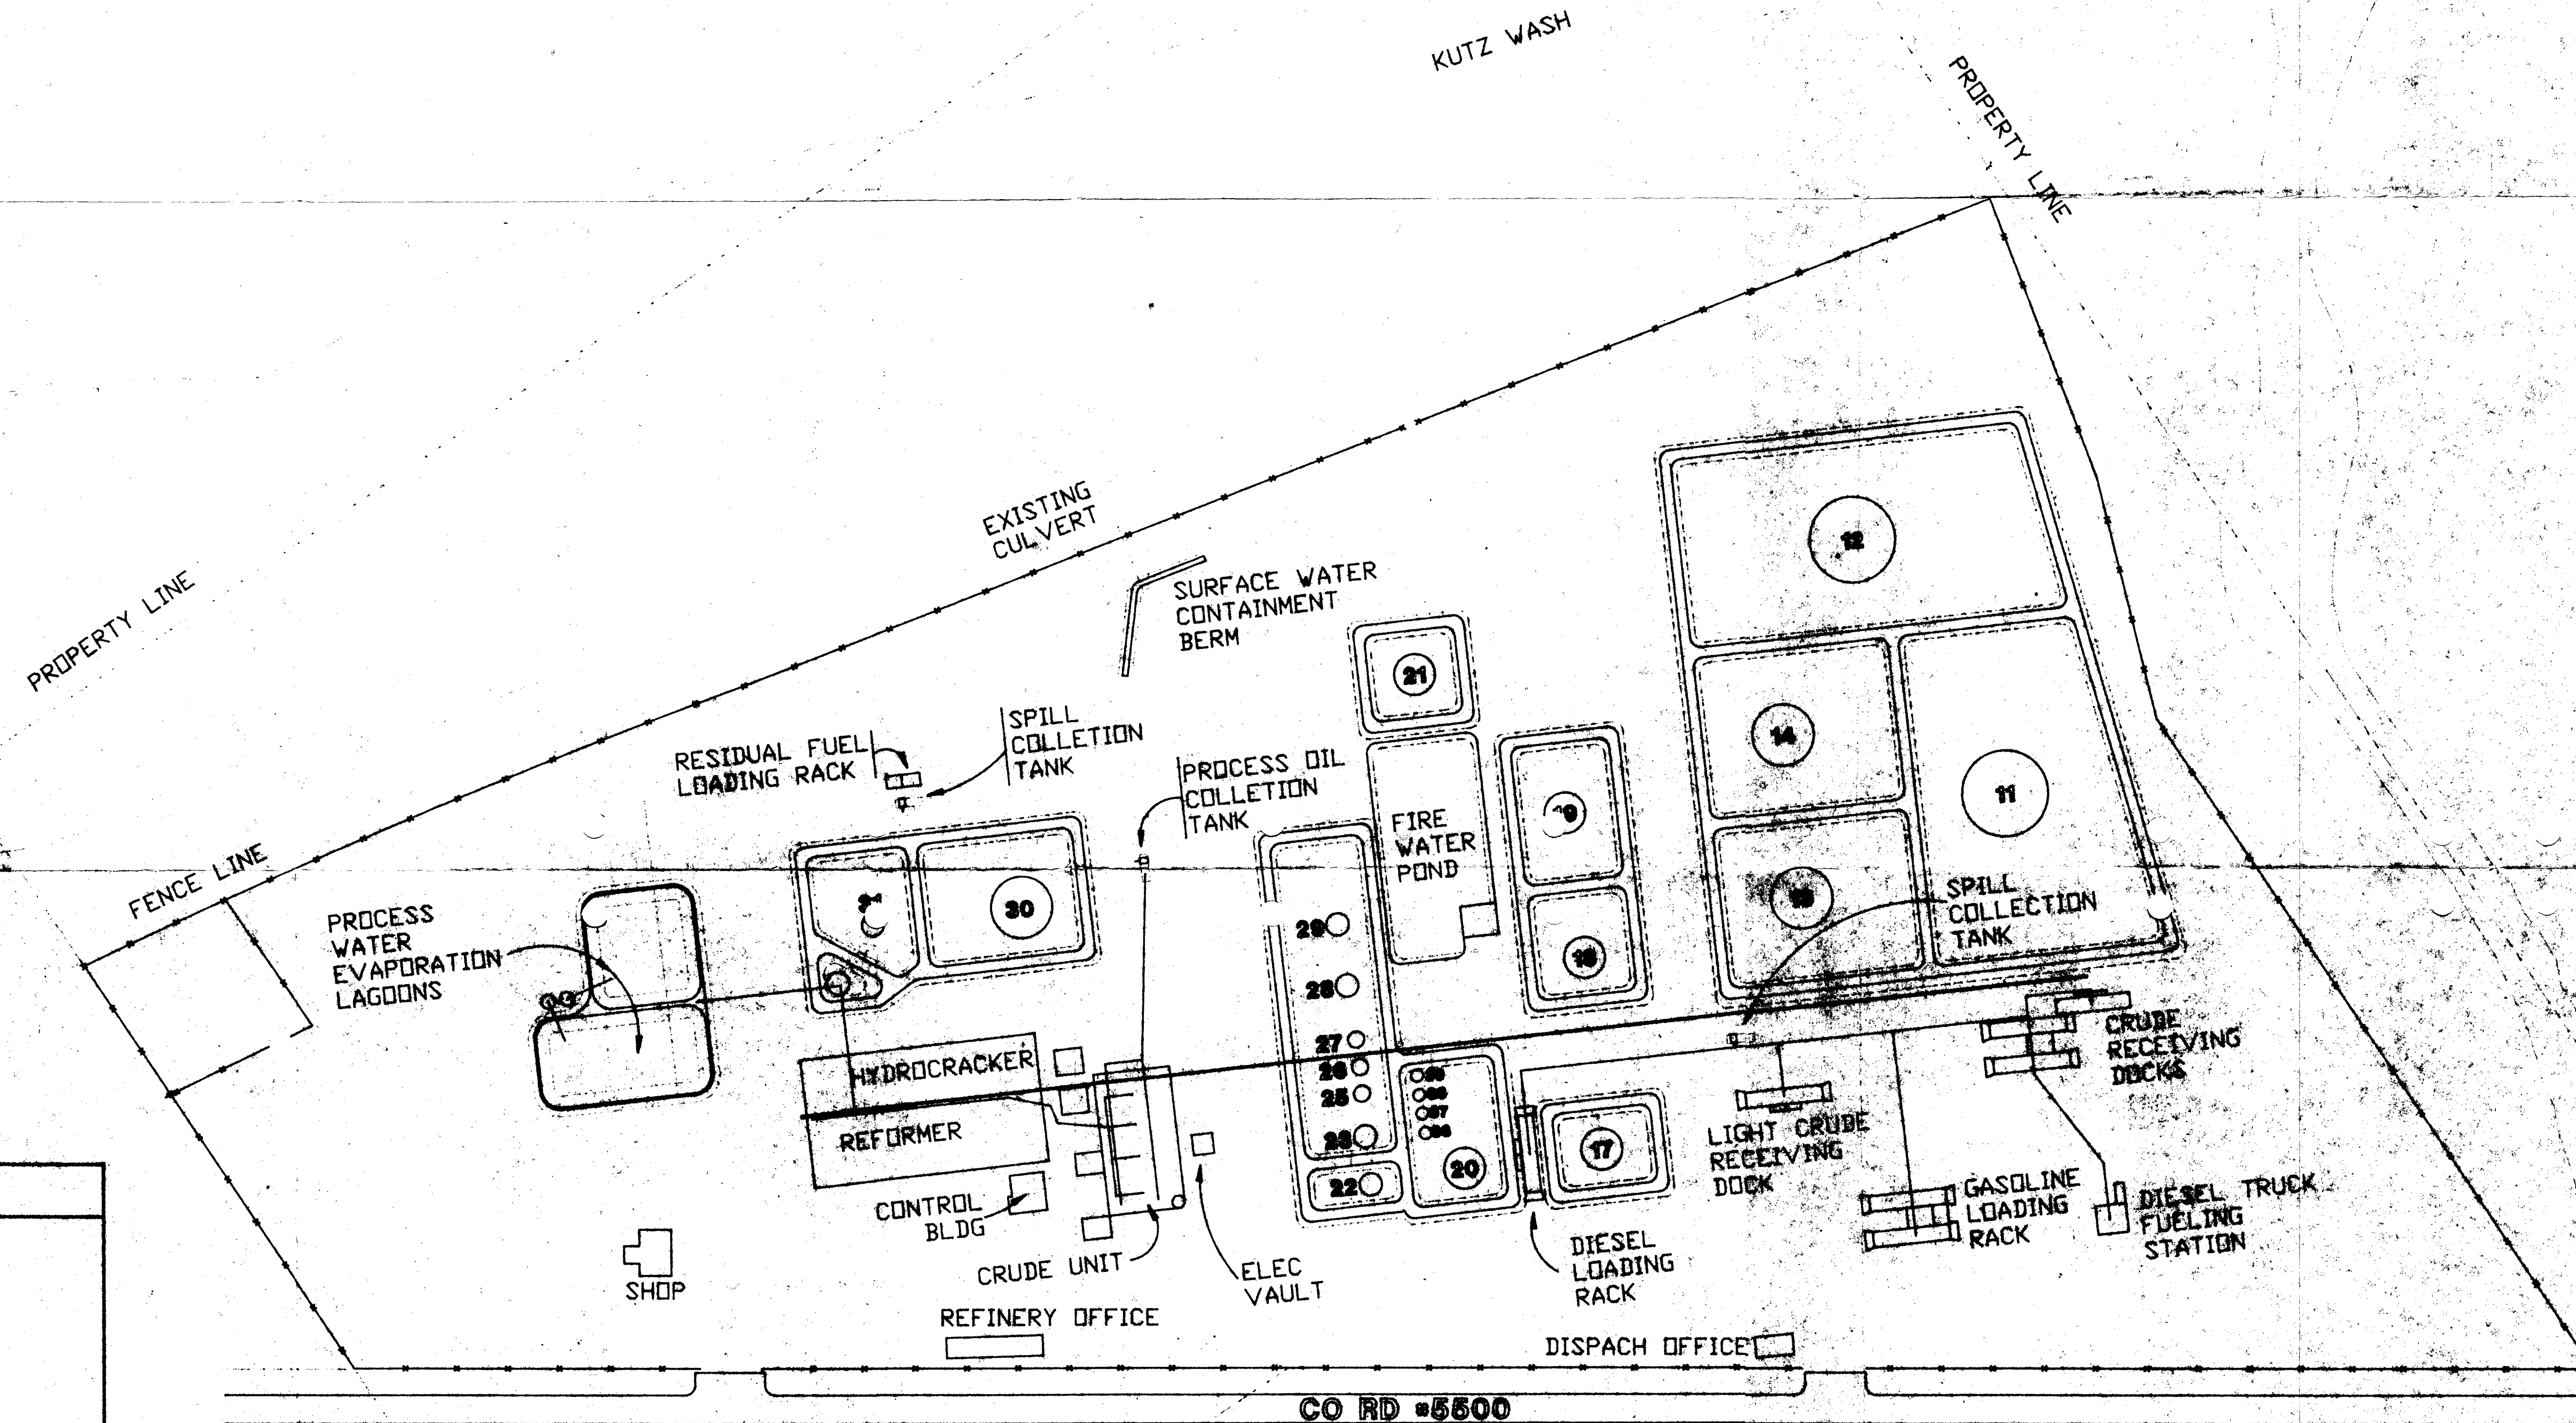 KUTZ WASH
PROPERTY LINE
EXISTING
CULVERT
PROPERTY LINE
SURFACE WATER
CONTAINMENT
BERM
12
21
14
11
SPILL
COLLETION
TANK
RESIDUAL FUEL
LOADING RACK
PROCESS OIL
COLLETION
TANK
FIRE
WATER
POND
FENCE LINE
PROCESS
WATER
EVAPORATION
LAGOONS
30
29
28
27
26
25
23
22
20
17
SPILL
COLLECTION
TANK
CRUDE
RECEIVING
DOCKS
HYDROCRACKER
REFORMER
LIGHT CRUDE
RECEIVING
DOCK
CONTROL
BLDG
GASOLINE
LOADING
RACK
DIESEL TRUCK
FUELING
STATION
CRUDE UNIT
ELEC
VAULT
DIESEL
LOADING
RACK
SHOP
REFINERY OFFICE
DISPACH OFFICE
CO RD #5500